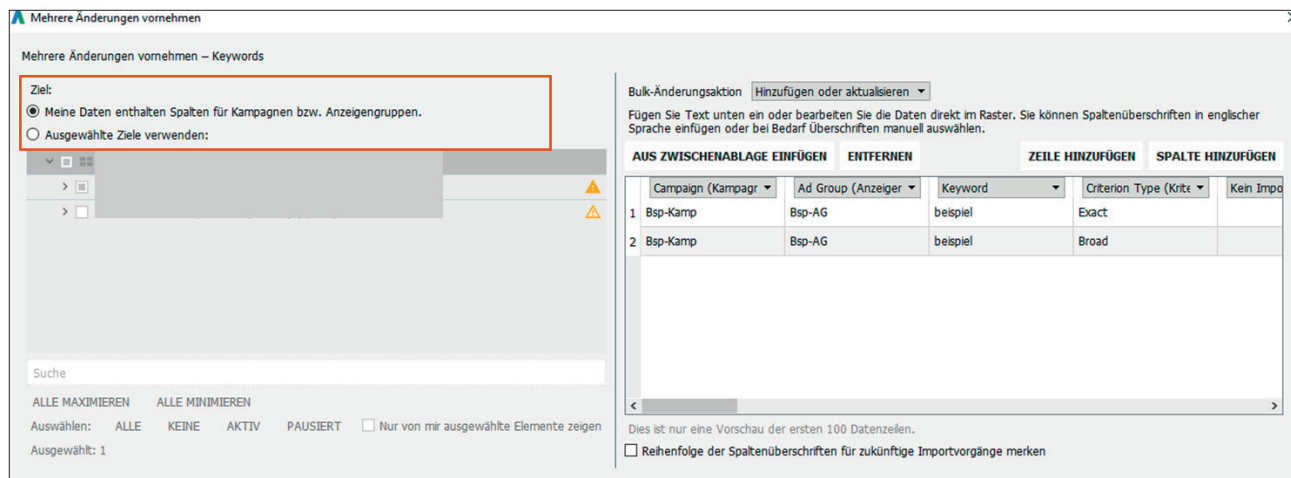 Mehrere Änderungen vornehmen
Mehrere Änderungen vornehmen – Keywords
Ziel:
Meine Daten enthalten Spalten für Kampagnen bzw. Anzeigengruppen.
Ausgewählte Ziele verwenden:
Suche
ALLE MAXIMIEREN ALLE MINIMIEREN
Auswählen: ALLE KEINE AKTIV PAUSIERT Nur von mir ausgewählte Elemente zeigen
Ausgewählt: 1
Bulk-Änderungsaktion Hinzufügen oder aktualisieren
Fügen Sie Text unten ein oder bearbeiten Sie die Daten direkt im Raster. Sie können Spaltenüberschriften in englischer
Sprache einfügen oder bei Bedarf Überschriften manuell auswählen.
AUS ZWISCHENABLAGE EINFÜGEN ENTFERNEN ZEILE HINZUFÜGEN SPALTE HINZUFÜGEN
Campaign (Kampagr Ad Group (Anzeiger Keyword Criterion Type (Krite Kein Impo
1 Bsp-Kamp Bsp-AG beispiel Exact
2 Bsp-Kamp Bsp-AG beispiel Broad
Dies ist nur eine Vorschau der ersten 100 Datenzeilen.
Reihenfolge der Spaltenüberschriften für zukünftige Importvorgänge merken